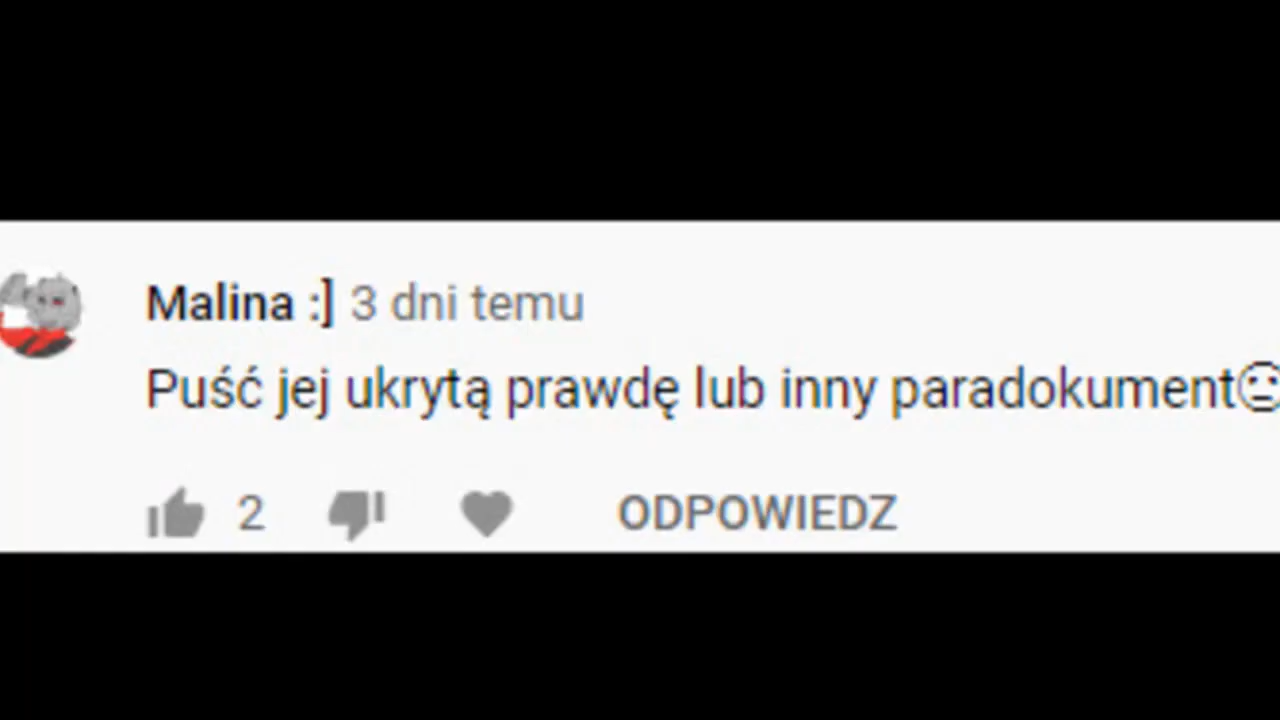 Malina :] 3 dni temu
Puść jej ukrytą prawdę lub inny paradokument😐
2
ODPOWIEDZ